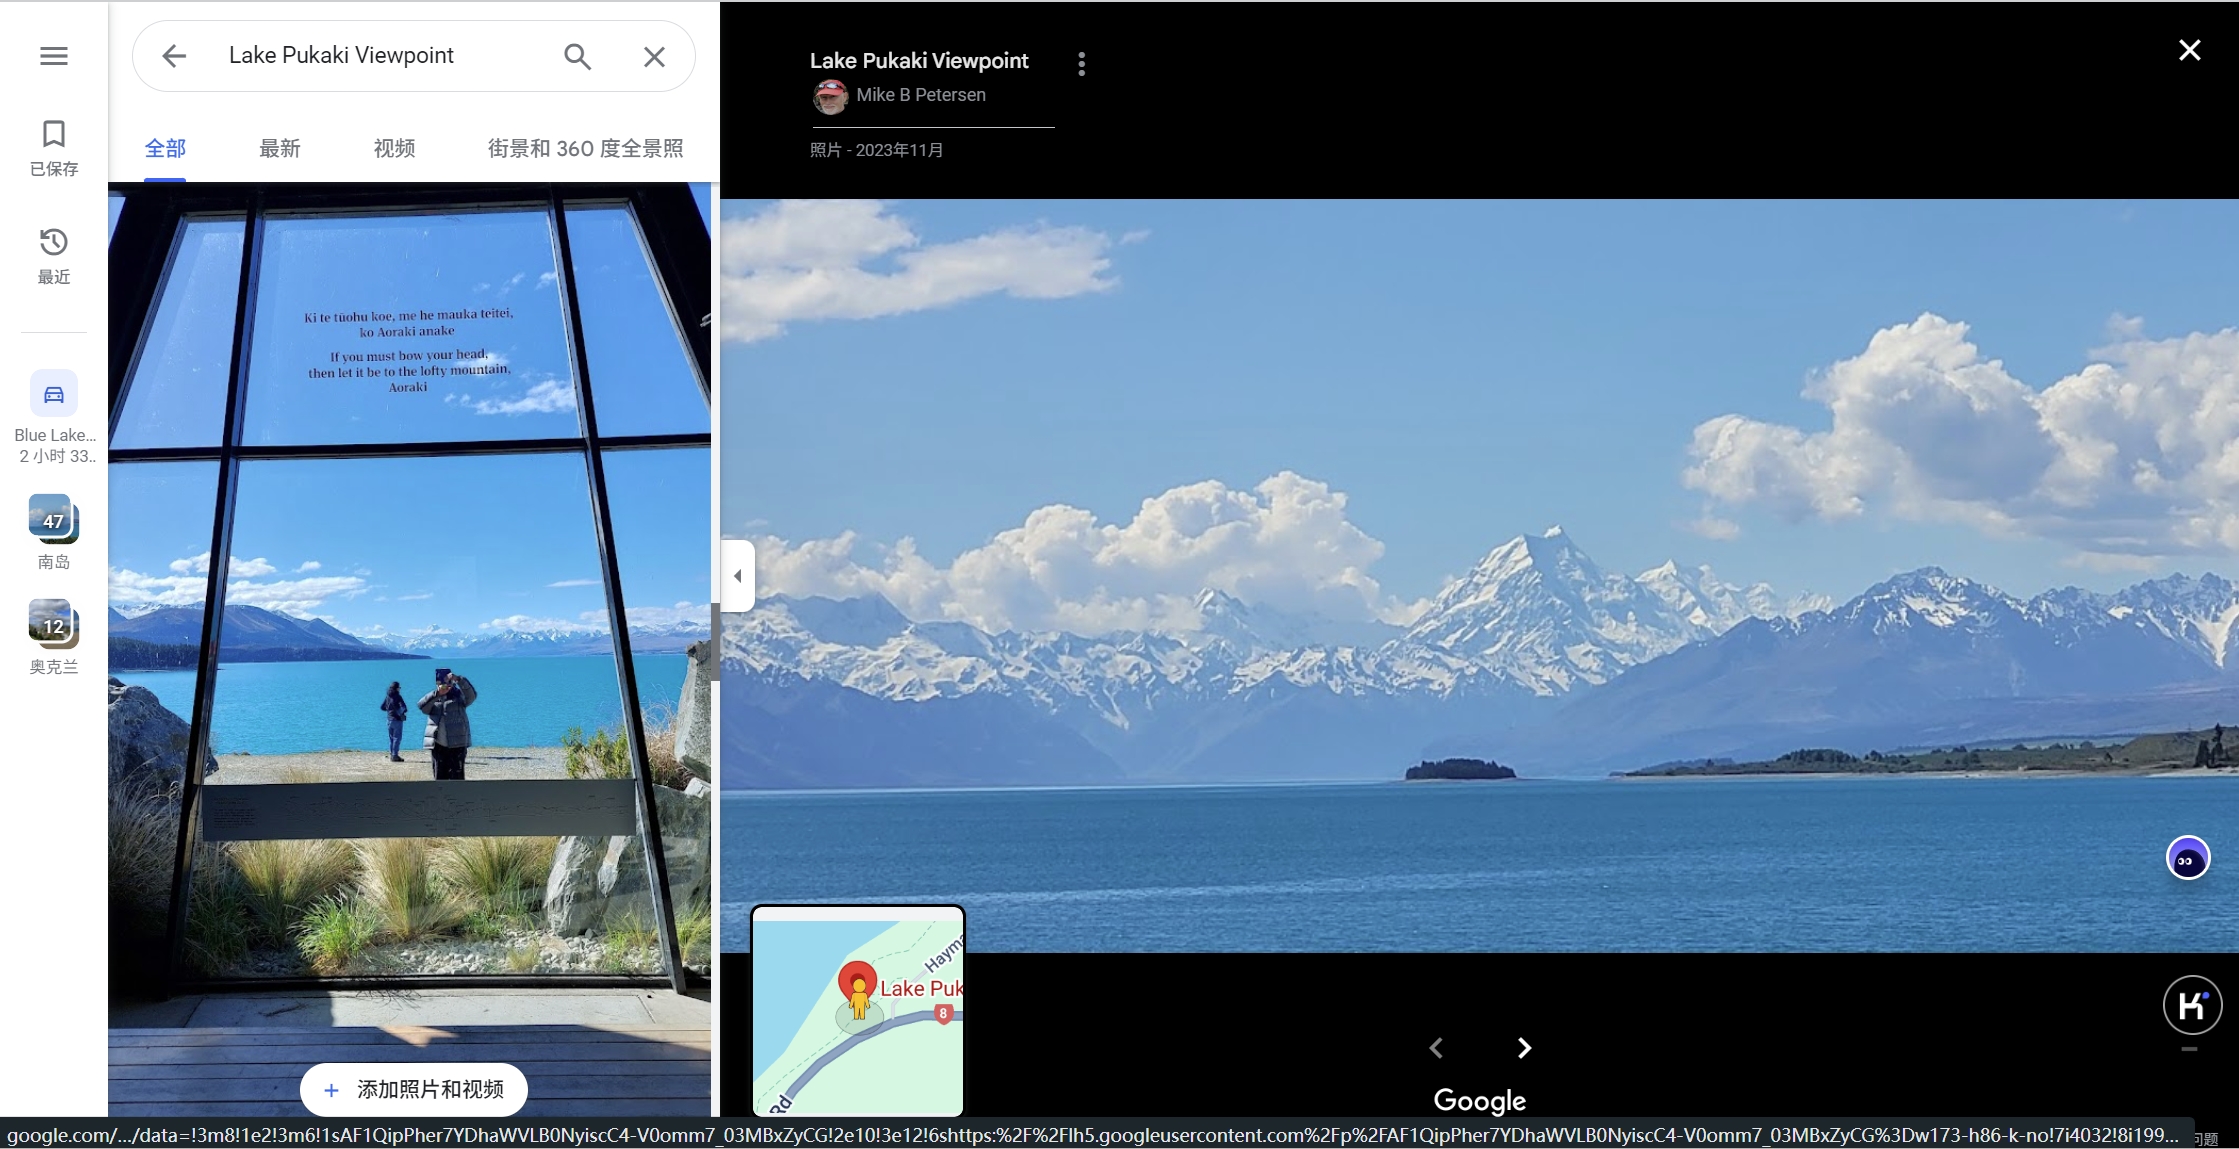 Lake Pukaki Viewpoint
已保存
最近
Blue Lake...
2 小时 33..
47
南岛
12
奥克兰
全部
最新
视频
街景和 360 度全景照
Ki te tūohu koe, me he mauka teitei,
ko Aoraki anake
If you must bow your head,
then let it be to the lofty mountain,
Aoraki
添加照片和视频
Lake Pukaki Viewpoint
Mike B Petersen
照片 - 2023年11月
Hayma
Lake Puk
8
Rd
Google
K
google.com/.../data=!3m8!1e2!3m6!1sAF1QipPher7YDhaWVLB0NyiscC4-V0omm7_03MBxZyCG!2e10!3e12!6shttps:%2F%2Flh5.googleusercontent.com%2Fp%2FAF1QipPher7YDhaWVLB0NyiscC4-V0omm7_03MBxZyCG%3Dw173-h86-k-no!7i4032!8i199...
问题